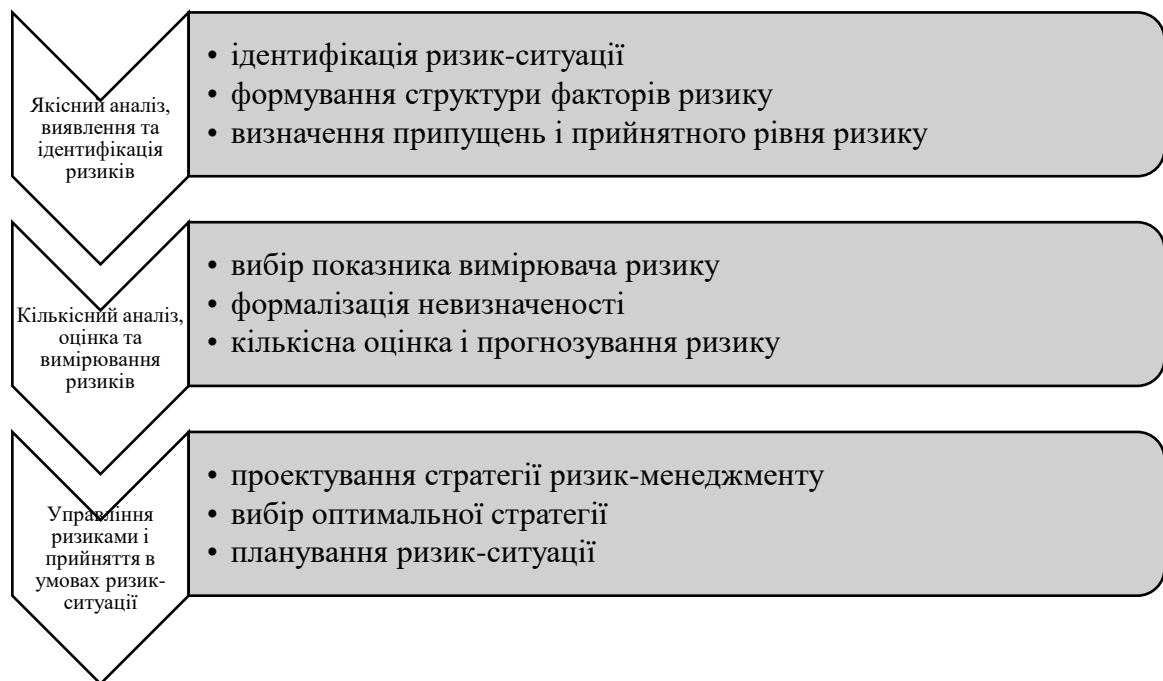 Якісний аналіз,
виявлення та
ідентифікація
ризиків
• ідентифікація ризик-ситуації
• формування структури факторів ризику
• визначення припущень і прийнятного рівня ризику
Кількісний аналіз,
оцінка та
вимірювання
ризиків
• вибір показника вимірювача ризику
• формалізація невизначеності
• кількісна оцінка і прогнозування ризику
Управління
ризиками і
прийняття в
умовах ризик-
ситуації
• проектування стратегії ризик-менеджменту
• вибір оптимальної стратегії
• планування ризик-ситуації